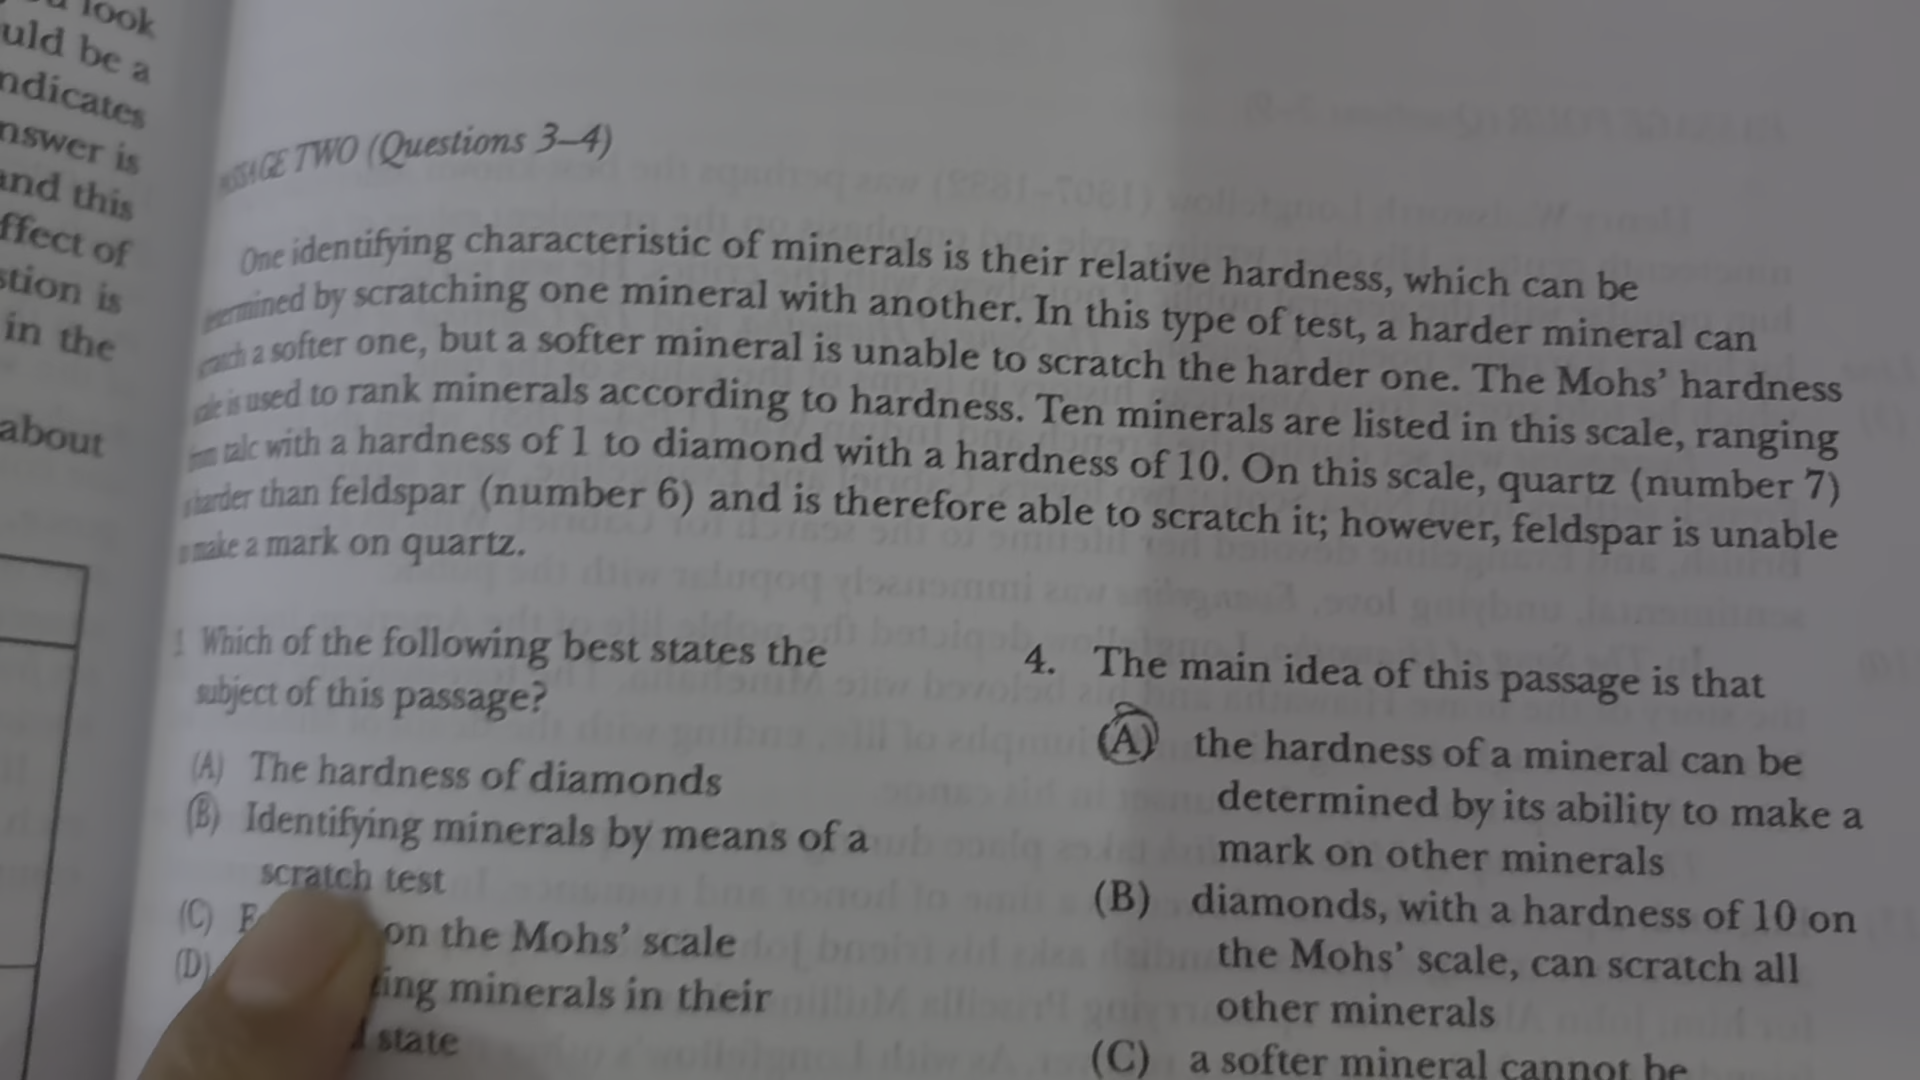 look
uld be a
ndicates
nswer is
and this
ffect of
stion is
in the
about
TWO (Questions 3–4)
One identifying characteristic of minerals is their relative hardness, which can be
ermined by scratching one mineral with another. In this type of test, a harder mineral can
a softer one, but a softer mineral is unable to scratch the harder one. The Mohs’ hardness
is used to rank minerals according to hardness. Ten minerals are listed in this scale, ranging
talc with a hardness of 1 to diamond with a hardness of 10. On this scale, quartz (number 7)
harder than feldspar (number 6) and is therefore able to scratch it; however, feldspar is unable
make a mark on quartz.
Which of the following best states the
subject of this passage?
(A) The hardness of diamonds
(B) Identifying minerals by means of a
scratch test
(C) on the Mohs’ scale
(D) ing minerals in their
state
4. The main idea of this passage is that
(A) the hardness of a mineral can be
determined by its ability to make a
mark on other minerals
(B) diamonds, with a hardness of 10 on
the Mohs’ scale, can scratch all
other minerals
(C) a softer mineral cannot be